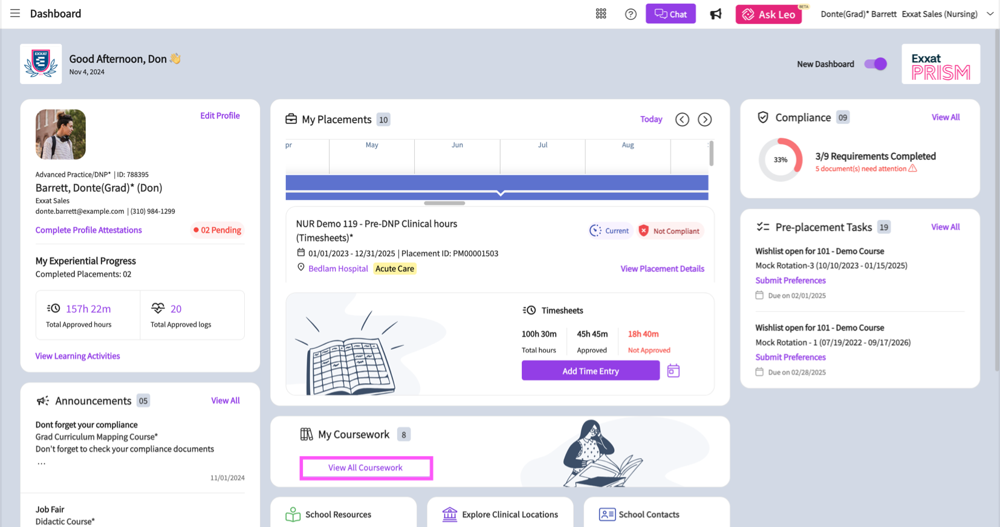 Dashboard
Chat
Ask Leo
BETA
Donte(Grad)* Barrett Exxat Sales (Nursing)
EXXAT
Good Afternoon, Don 👋
Nov 4, 2024
New Dashboard
Exxat
PRISM
Edit Profile
Advanced Practice/DNP* | ID: 788395
Barrett, Donte(Grad)* (Don)
Exxat Sales
donte.barrett@example.com | (310) 984-1299
Complete Profile Attestations
02 Pending
My Experiential Progress
Completed Placements: 02
157h 22m
Total Approved hours
20
Total Approved logs
View Learning Activities
Announcements 05
View All
Dont forget your compliance
Grad Curriculum Mapping Course*
Don't forget to check your compliance documents
...
11/01/2024
Job Fair
Didactic Course*
My Placements 10
Today
pr May Jun Jul Aug
NUR Demo 119 - Pre-DNP Clinical hours
(Timesheets)*
Current
Not Compliant
01/01/2023 - 12/31/2025 | Placement ID: PM00001503
Bedlam Hospital Acute Care
View Placement Details
Timesheets
100h 30m 45h 45m 18h 40m
Total hours Approved Not Approved
Add Time Entry
My Coursework 8
View All Coursework
School Resources
Explore Clinical Locations
School Contacts
Compliance 09
View All
33%
3/9 Requirements Completed
5 document(s) need attention
Pre-placement Tasks 19
View All
Wishlist open for 101 - Demo Course
Mock Rotation-3 (10/10/2023 - 01/15/2025)
Submit Preferences
Due on 02/01/2025
Wishlist open for 101 - Demo Course
Mock Rotation - 1 (07/19/2022 - 09/17/2026)
Submit Preferences
Due on 02/28/2025